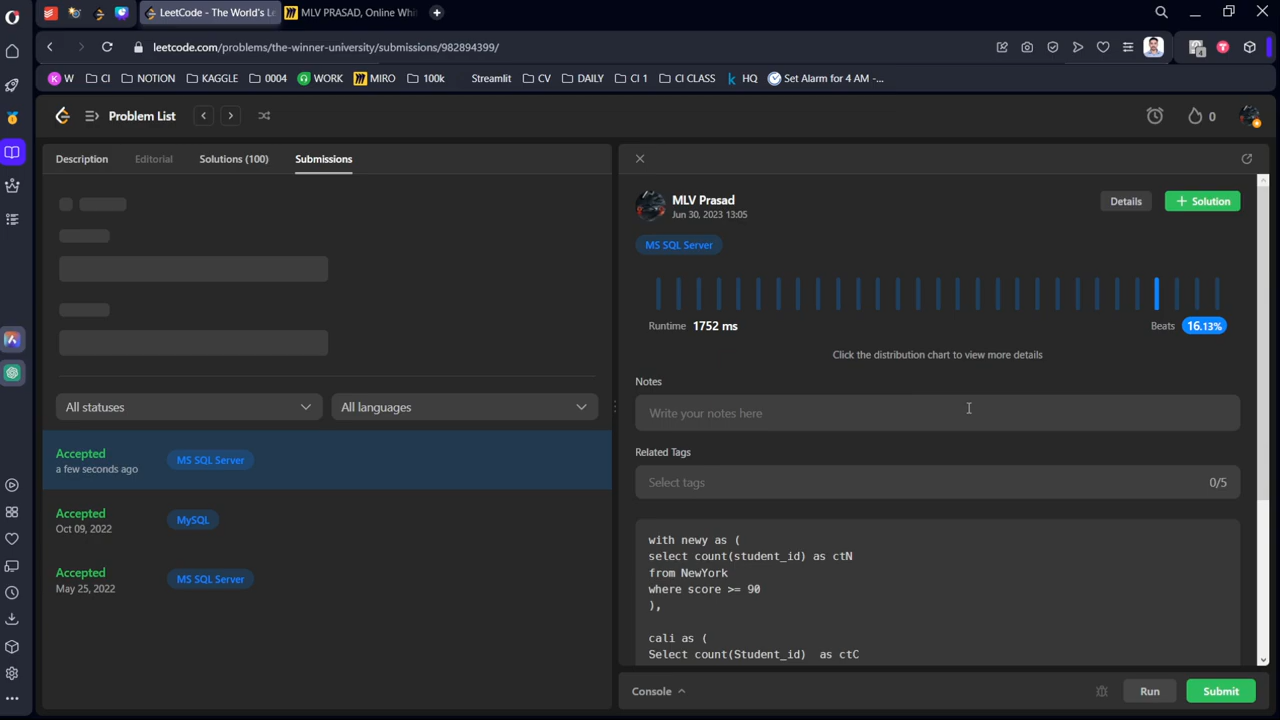 LeetCode - The World's Le
MLV PRASAD, Online Whit
leetcode.com/problems/the-winner-university/submissions/982894399/
W
CI
NOTION
KAGGLE
0004
WORK
MIRO
100k
Streamlit
CV
DAILY
CI 1
CI CLASS
HQ
Set Alarm for 4 AM -...
Problem List
0
Description
Editorial
Solutions (100)
Submissions
All statuses
All languages
Accepted
a few seconds ago
MS SQL Server
Accepted
Oct 09, 2022
MySQL
Accepted
May 25, 2022
MS SQL Server
MLV Prasad
Jun 30, 2023 13:05
Details
+ Solution
MS SQL Server
Runtime 1752 ms
Beats 16.13%
Click the distribution chart to view more details
Notes
Write your notes here
Related Tags
Select tags
0/5
with newy as (
select count(student_id) as ctN
from NewYork
where score >= 90
),
cali as (
Select count(Student_id)  as ctC
Console
Run
Submit